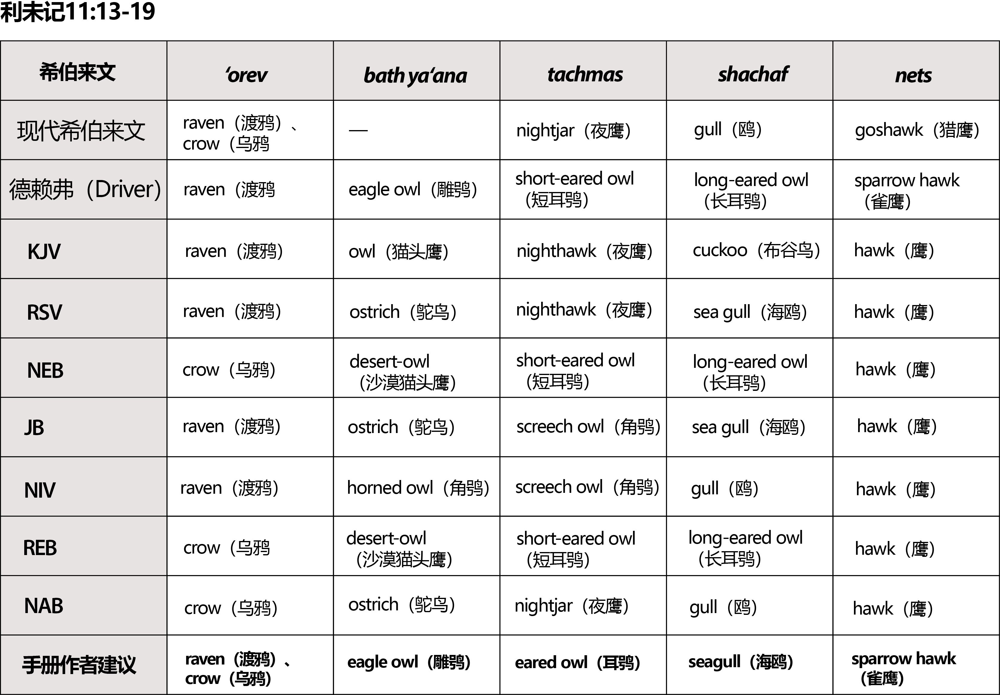 利未记11:13-19
希伯来文 ‘orev bath ya‘ana tachmas shachaf nets
现代希伯来文 raven（渡鸦）、 — nightjar（夜鹰） gull（鸥） goshawk（猎鹰）
crow（乌鸦
德赖弗（Driver） raven（渡鸦 eagle owl（雕鸮） short-eared owl long-eared owl sparrow hawk
（短耳鸮） （长耳鸮） （雀鹰）
KJV raven（渡鸦） owl（猫头鹰） nighthawk（夜鹰） cuckoo（布谷鸟） hawk（鹰）
RSV raven（渡鸦） ostrich（鸵鸟） nighthawk（夜鹰） sea gull（海鸥） hawk（鹰）
NEB crow（乌鸦） desert-owl short-eared owl long-eared owl hawk（鹰）
（沙漠猫头鹰） （短耳鸮） （长耳鸮）
JB raven（渡鸦） ostrich（鸵鸟） screech owl（角鸮） sea gull（海鸥） hawk（鹰）
NIV raven（渡鸦） horned owl（角鸮） screech owl（角鸮） gull（鸥） hawk（鹰）
REB crow（乌鸦 desert-owl short-eared owl long-eared owl hawk（鹰）
（沙漠猫头鹰） （短耳鸮） （长耳鸮）
NAB crow（乌鸦） ostrich（鸵鸟） nightjar（夜鹰） gull（鸥） hawk（鹰）
手册作者建议 raven（渡鸦）、 eagle owl（雕鸮） eared owl（耳鸮） seagull（海鸥） sparrow hawk
crow（乌鸦） （雀鹰）